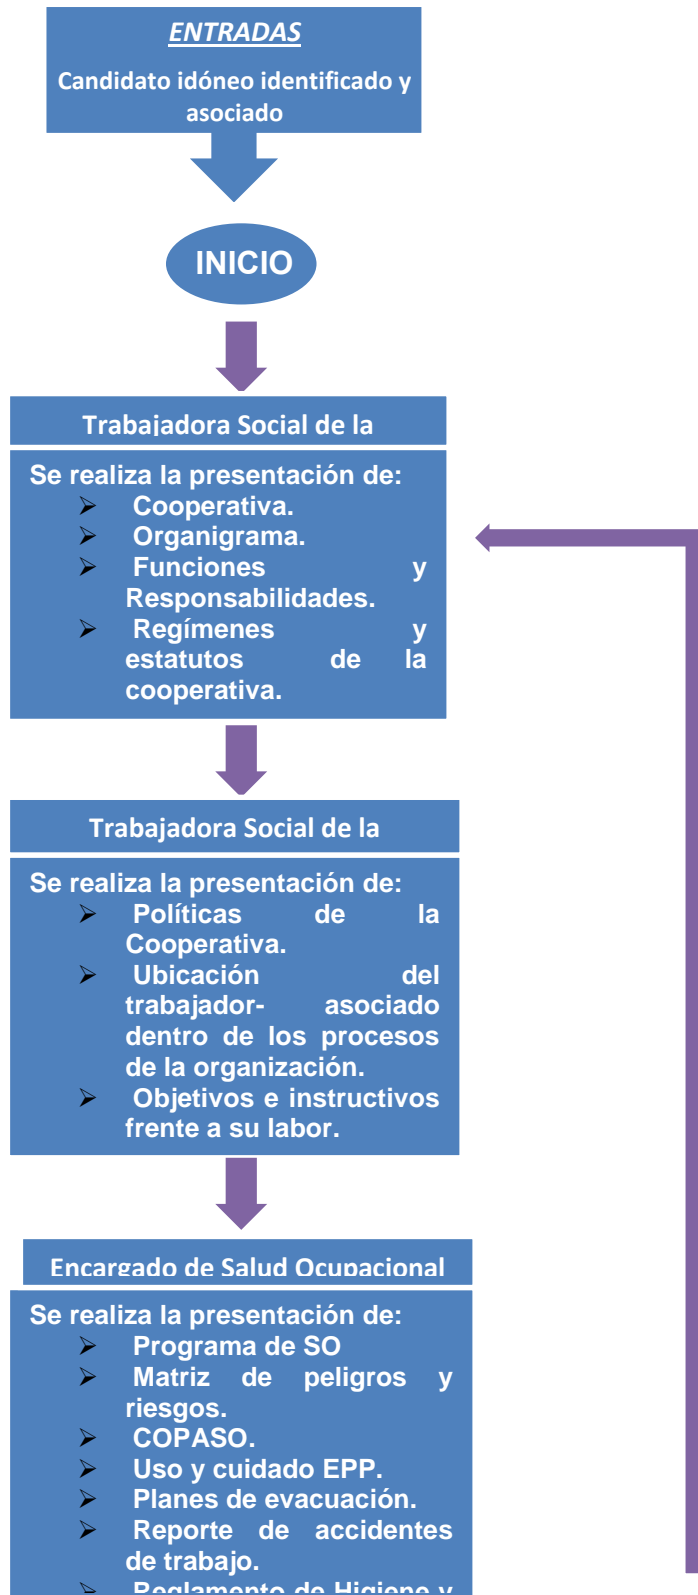 ENTRADAS
Candidato idóneo identificado y
asociado
INICIO
Trabajadora Social de la
Se realiza la presentación de:
➢ Cooperativa.
➢ Organigrama.
➢ Funciones y
Responsabilidades.
➢ Regímenes y
estatutos de la
cooperativa.
Trabajadora Social de la
Se realiza la presentación de:
➢ Políticas de la
Cooperativa.
➢ Ubicación del
trabajador- asociado
dentro de los procesos
de la organización.
➢ Objetivos e instructivos
frente a su labor.
Encargado de Salud Ocupacional
Se realiza la presentación de:
➢ Programa de SO
➢ Matriz de peligros y
riesgos.
➢ COPASO.
➢ Uso y cuidado EPP.
➢ Planes de evacuación.
➢ Reporte de accidentes
de trabajo.
➢ Reglamento de Higiene y